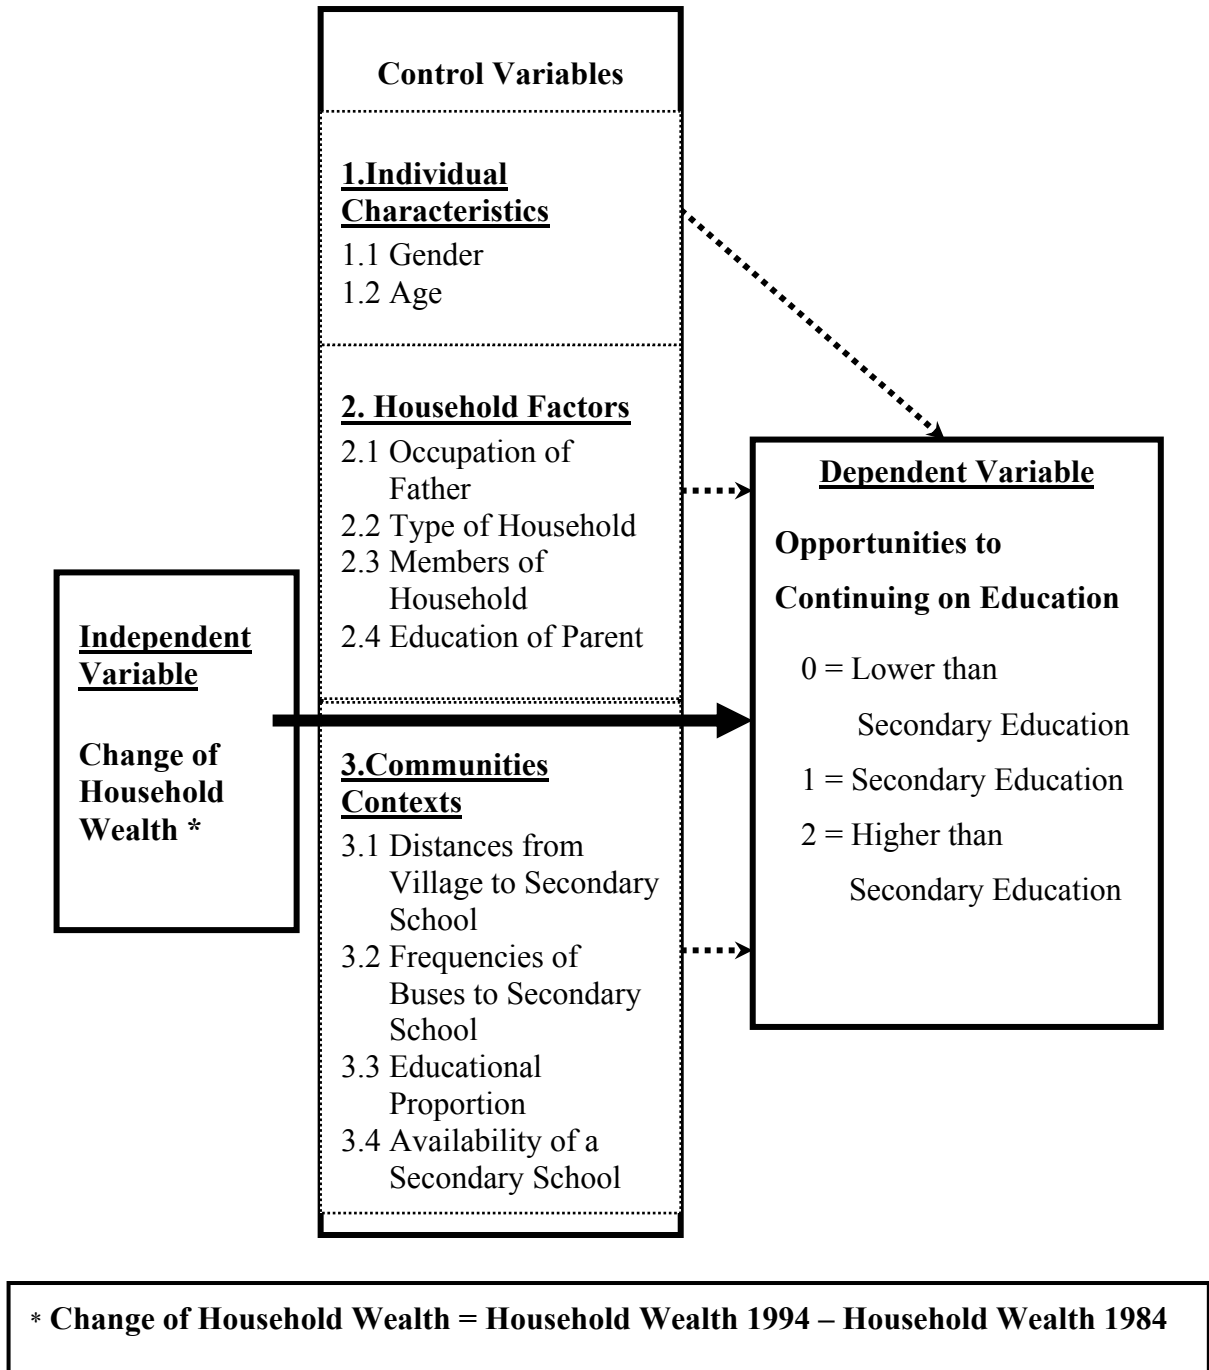 Control Variables
1.Individual
Characteristics
1.1 Gender
1.2 Age
2. Household Factors
2.1 Occupation of
Father
2.2 Type of Household
2.3 Members of
Household
2.4 Education of Parent
3.Communities
Contexts
3.1 Distances from
Village to Secondary
School
3.2 Frequencies of
Buses to Secondary
School
3.3 Educational
Proportion
3.4 Availability of a
Secondary School
Independent
Variable
Change of
Household
Wealth *
Dependent Variable
Opportunities to
Continuing on Education
0 = Lower than
Secondary Education
1 = Secondary Education
2 = Higher than
Secondary Education
* Change of Household Wealth = Household Wealth 1994 – Household Wealth 1984